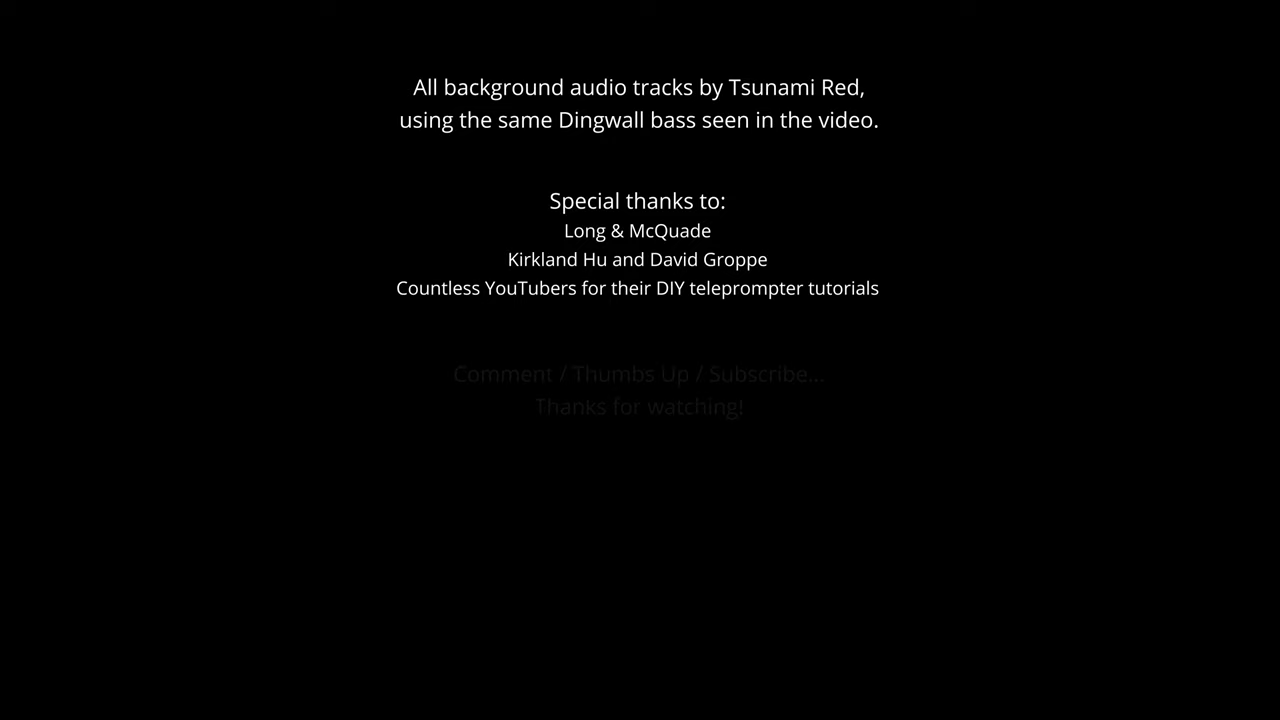 All background audio tracks by Tsunami Red,
using the same Dingwall bass seen in the video.
Special thanks to:
Long & McQuade
Kirkland Hu and David Groppe
Countless YouTubers for their DIY teleprompter tutorials
Comment / Thumbs Up / Subscribe...
Thanks for watching!